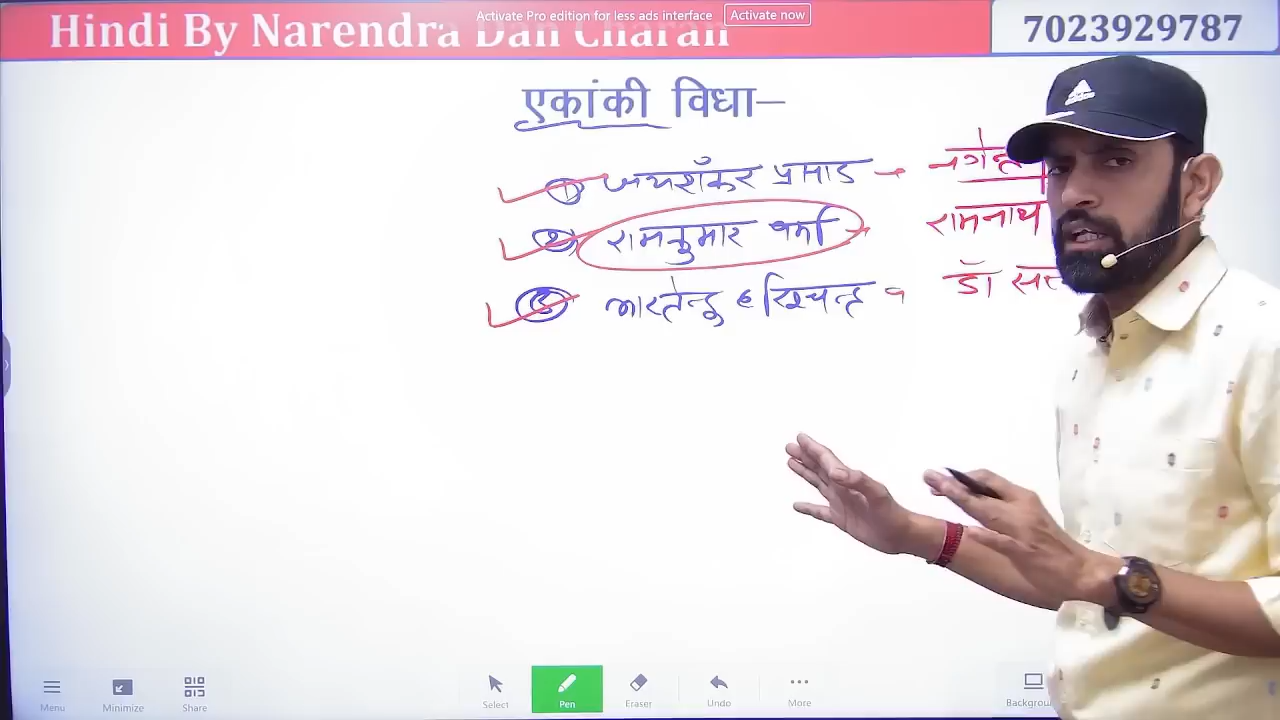 Activate Pro edition for less ads interface Activate now
Hindi By Narendra Dan Charan 7023929787
एकांकी विधा–
① जयशंकर प्रसाद →
② रामकुमार वर्मा → रामनाथ
③ भारतेन्दु हरिश्चन्द्र डॉ
Menu Minimize Share Select Pen Eraser Undo More